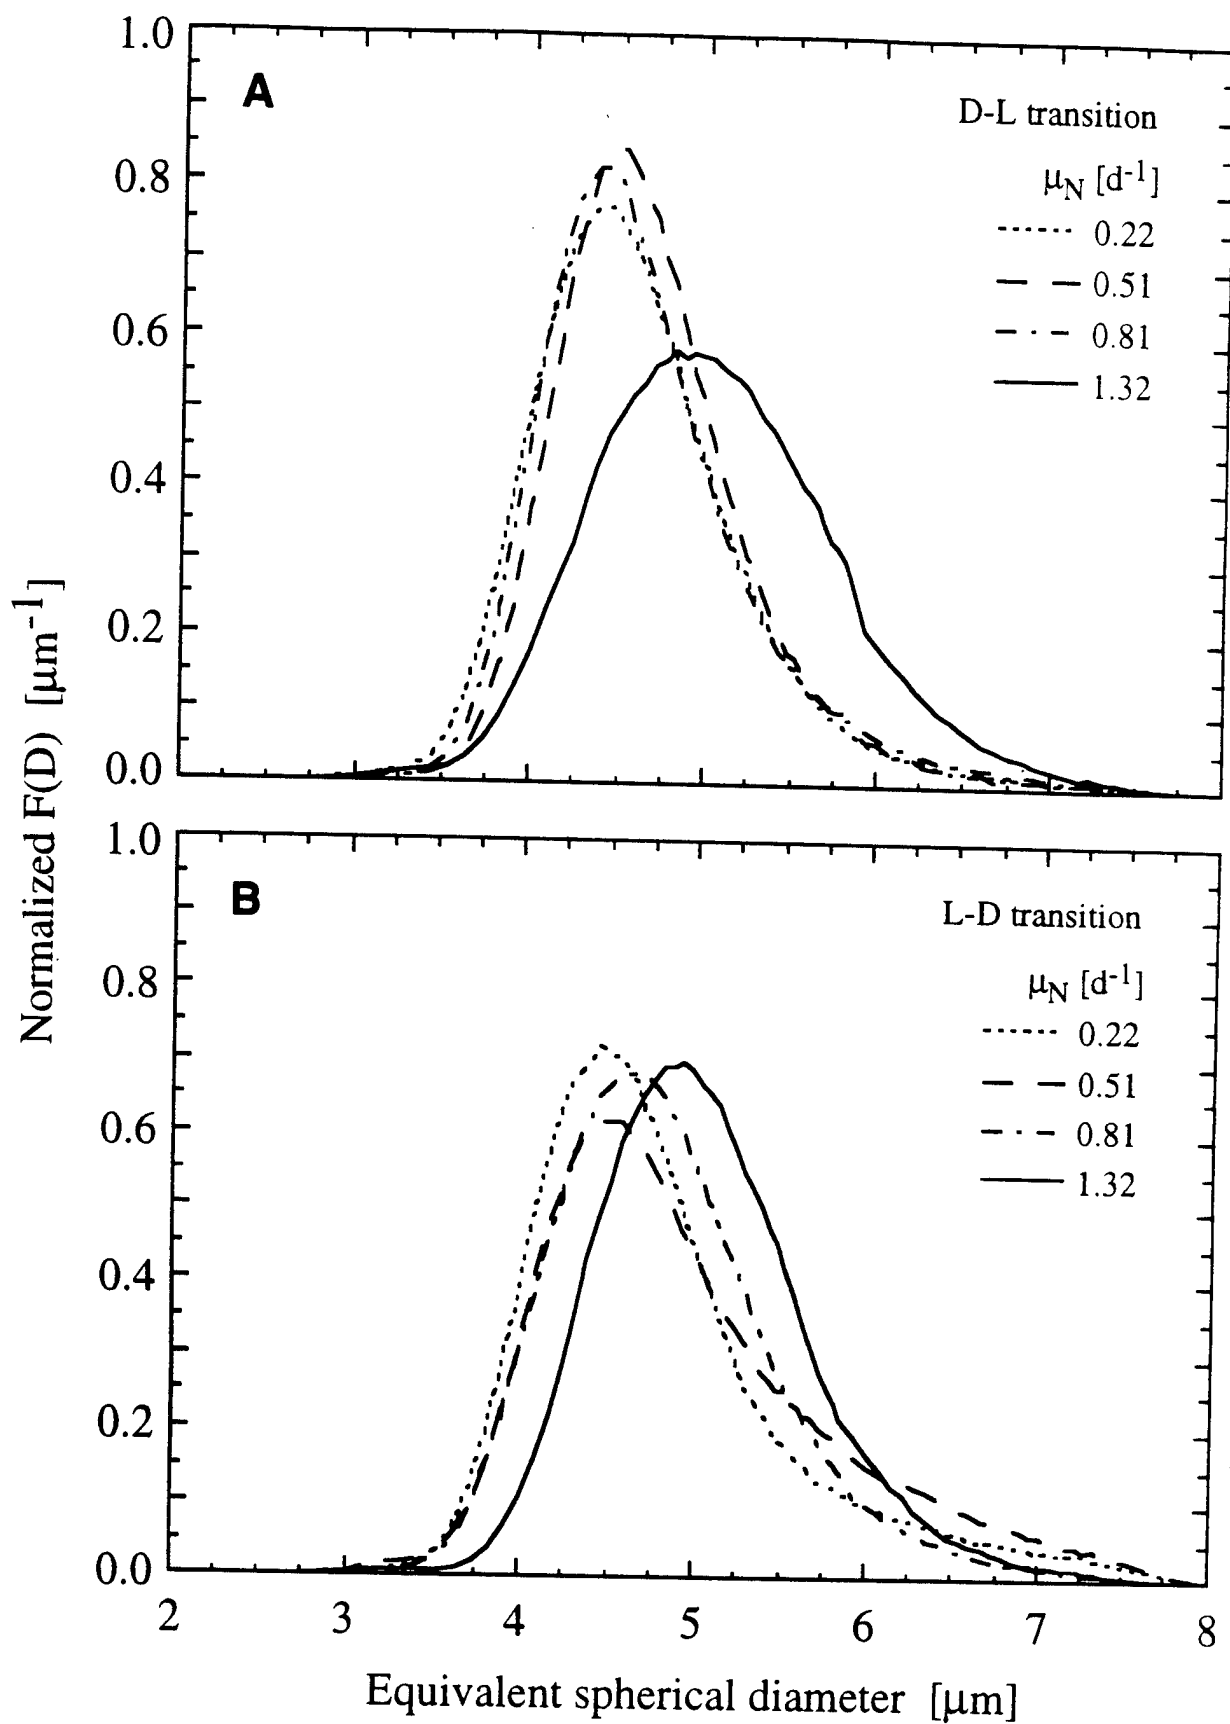 Normalized F(D) [μm⁻¹]
1.0
0.8
0.6
0.4
0.2
0.0
A
D-L transition
μN [d⁻¹]
0.22
0.51
0.81
1.32
1.0
0.8
0.6
0.4
0.2
0.0
B
L-D transition
μN [d⁻¹]
0.22
0.51
0.81
1.32
2 3 4 5 6 7 8
Equivalent spherical diameter [μm]